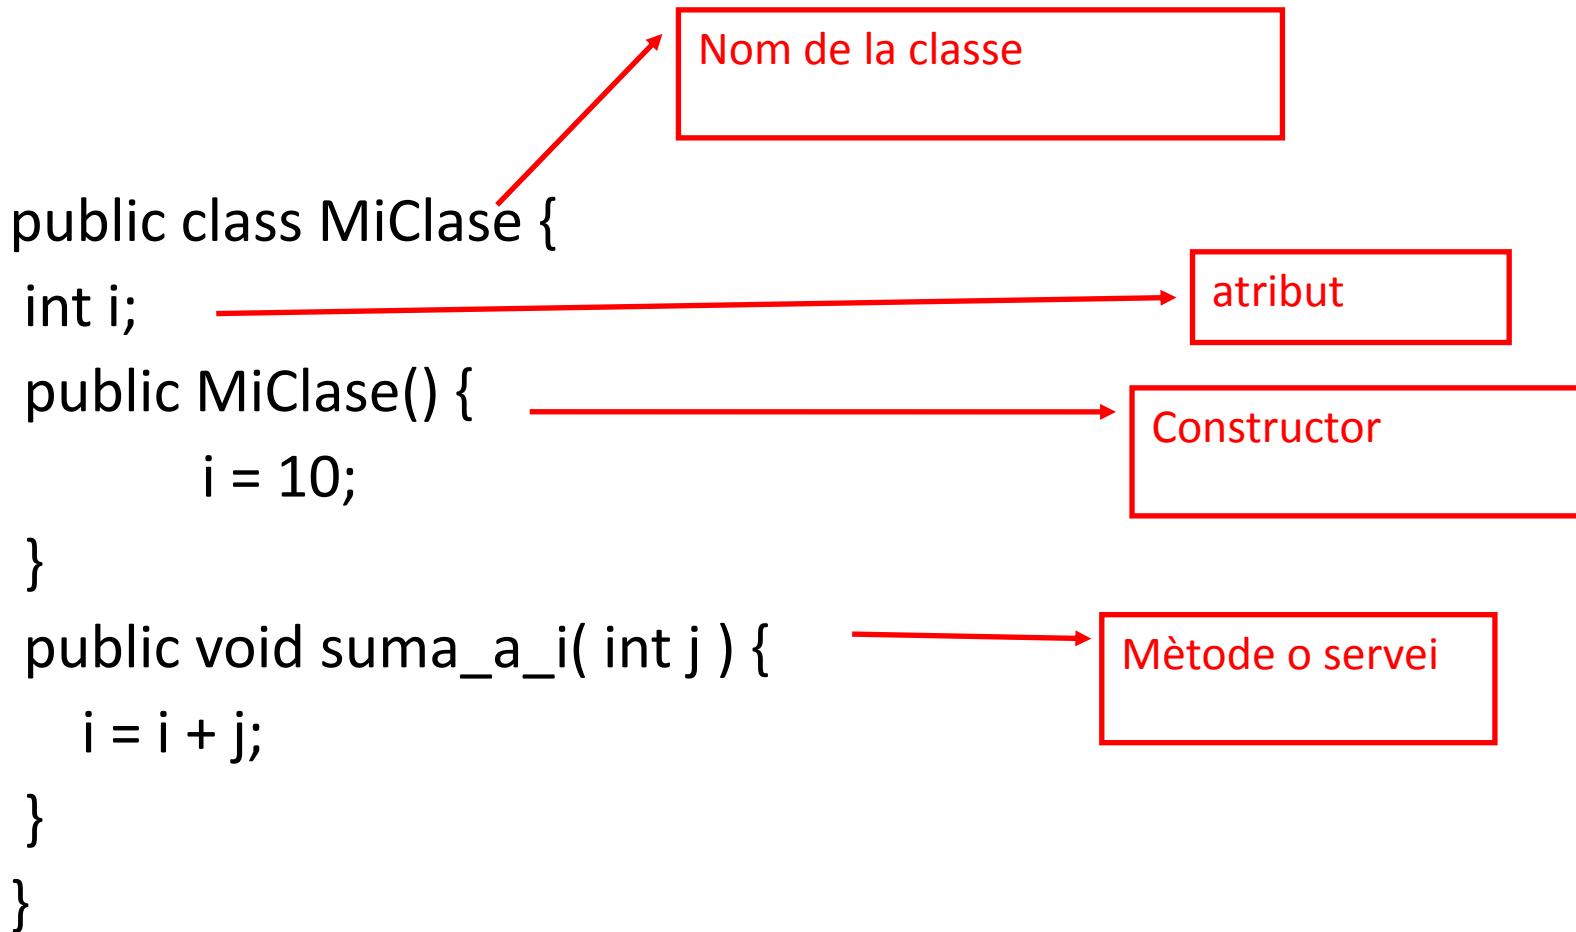 Nom de la classe
public class MiClase {
int i;
atribut
public MiClase() {
Constructor
i = 10;
}
public void suma_a_i( int j ) {
Mètode o servei
i = i + j;
}
}